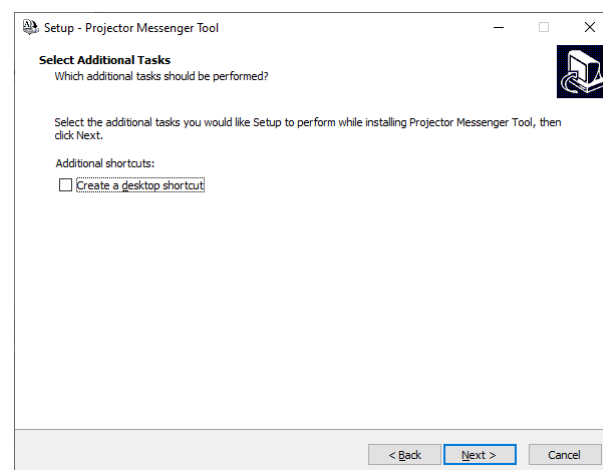 Setup - Projector Messenger Tool
Select Additional Tasks
Which additional tasks should be performed?
Select the additional tasks you would like Setup to perform while installing Projector Messenger Tool, then
click Next.
Additional shortcuts:
Create a desktop shortcut
< Back Next > Cancel